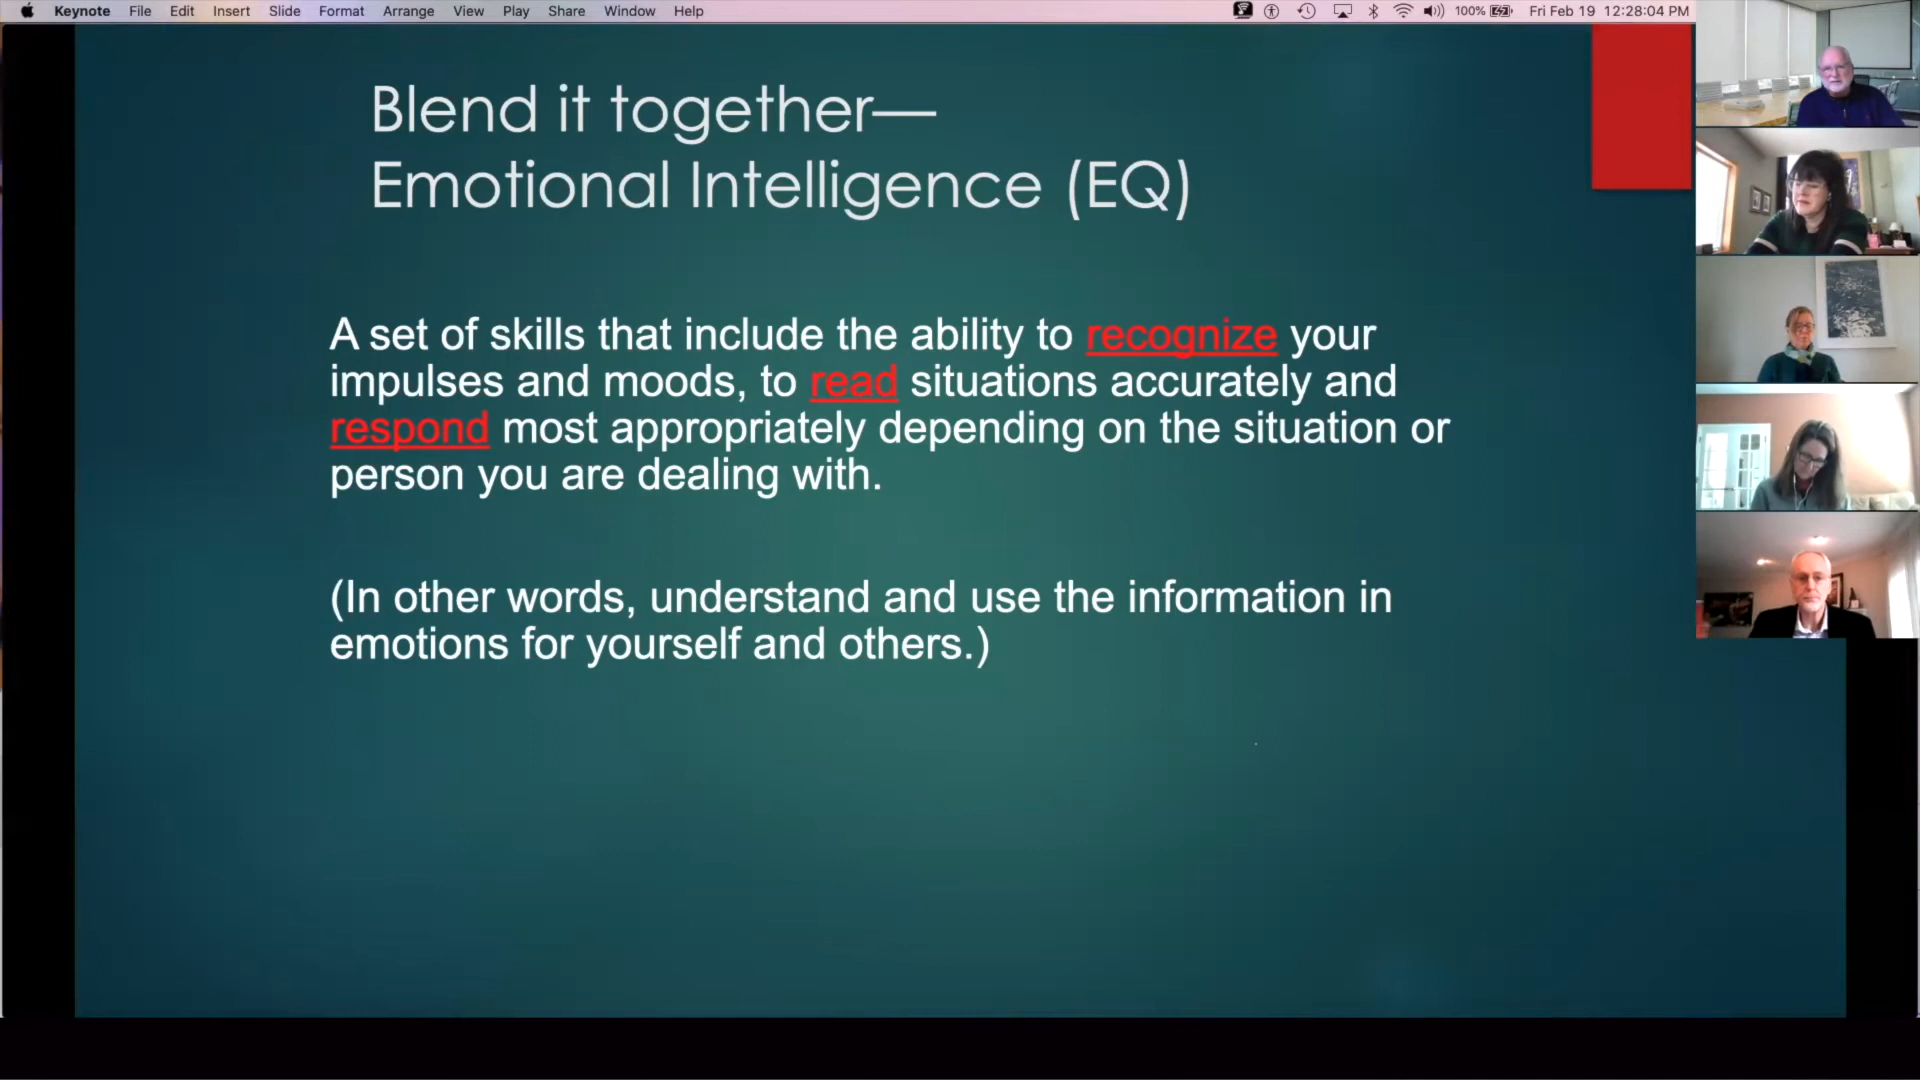 Keynote File Edit Insert Slide Format Arrange View Play Share Window Help 100% Fri Feb 19 12:28:04 PM
Blend it together—
Emotional Intelligence (EQ)
A set of skills that include the ability to recognize your
impulses and moods, to read situations accurately and
respond most appropriately depending on the situation or
person you are dealing with.
(In other words, understand and use the information in
emotions for yourself and others.)